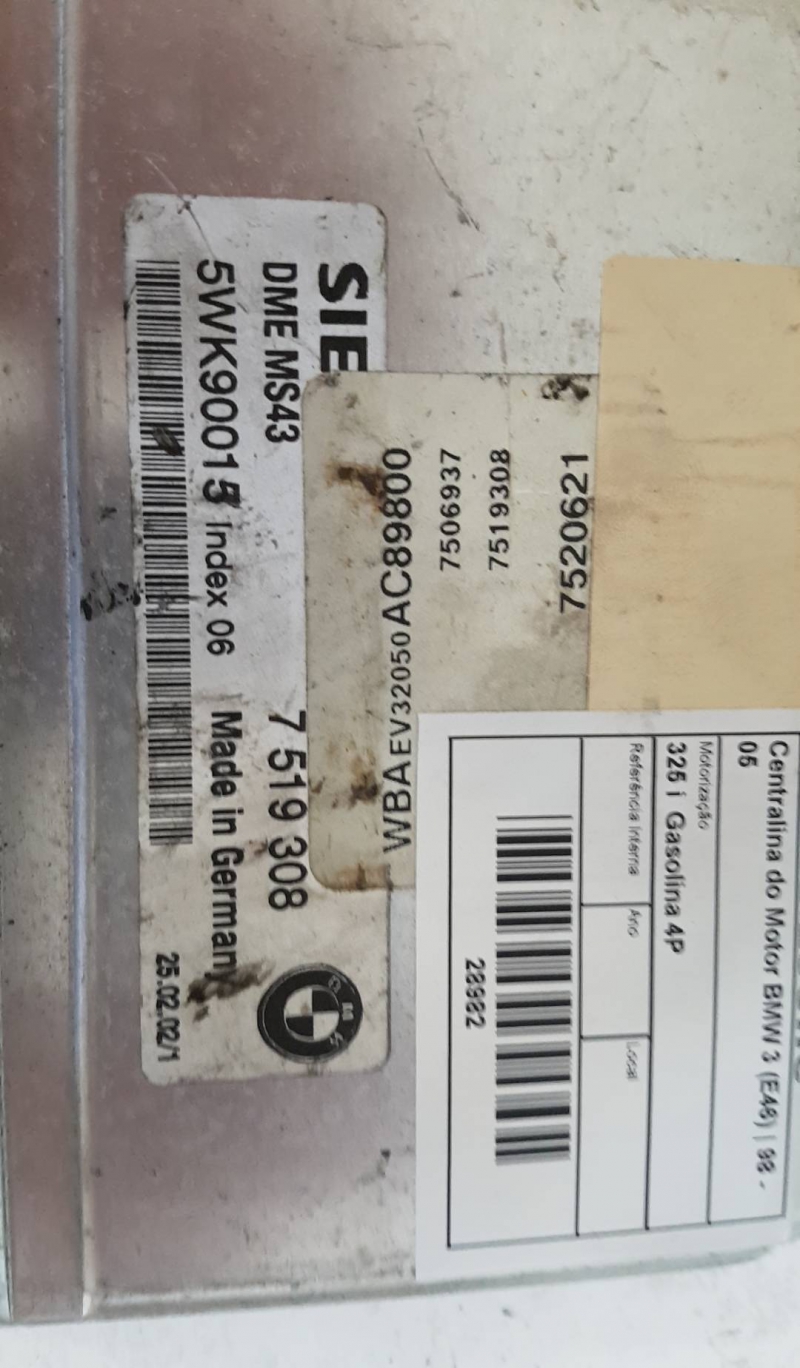 SIE
DME MS43
7 519 308
5WK90015 Index 06
Made in Germany
25.02.02/1
7520621
7519308
7506937
WBAEV32050AC89800
Centralina do Motor BMW 3 (E46) | 98 -
05
Motorização
325 i Gasolina 4P
Referência Interna
Ano
Local
28982